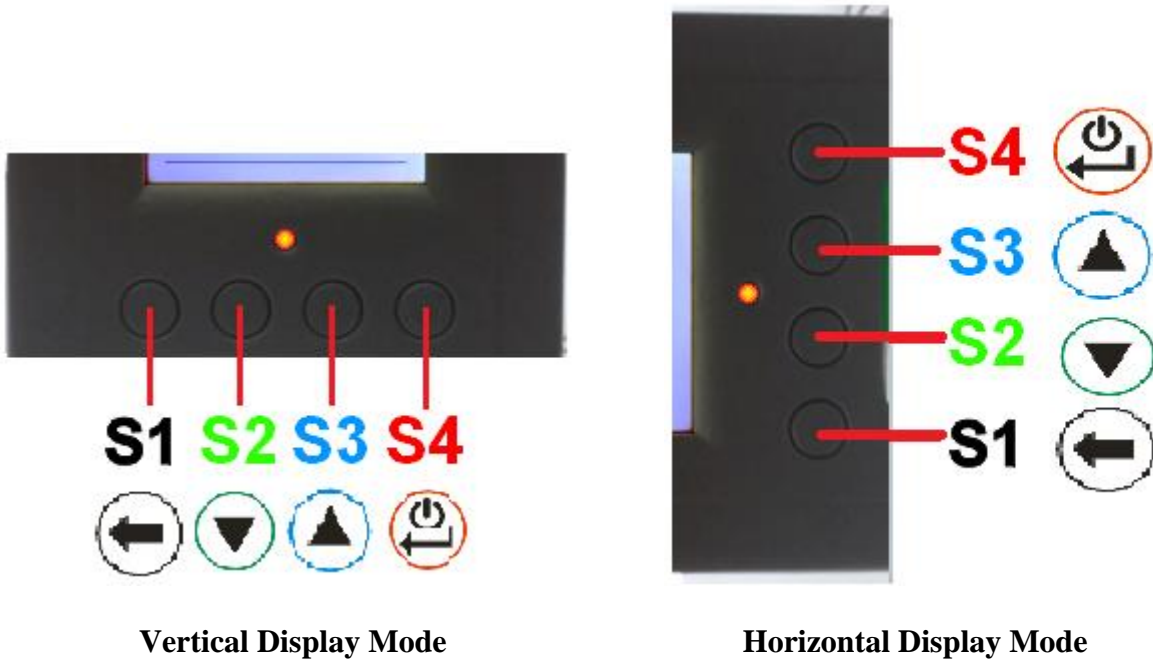 S4
S3
S2
S1
S1 S2 S3 S4
Vertical Display Mode
Horizontal Display Mode